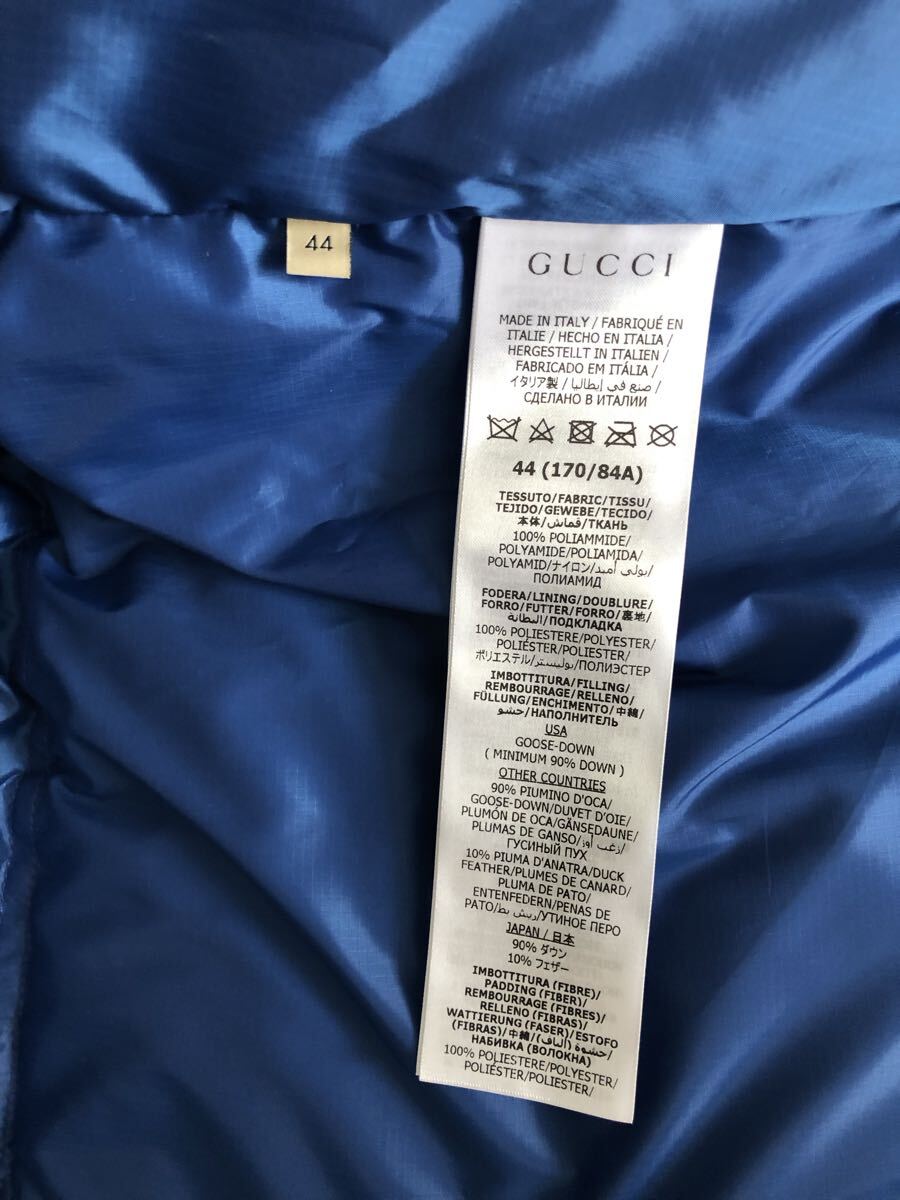 44
GUCCI
MADE IN ITALY / FABRIQUÉ EN
ITALIE / HECHO EN ITALIA /
HERGESTELLT IN ITALIEN /
FABRICADO EM ITÁLIA /
イタリア製 / صنع في إيطاليا /
СДЕЛАНО В ИТАЛИИ
44 (170/84A)
TESSUTO/FABRIC/TISSU/
TEJIDO/GEWEBE/TECIDO/
本体/قماش/ТКАНЬ
100% POLIAMMIDE/
POLYAMIDE/POLIAMIDA/
POLYAMID/ナイロン/بولي أميد/
ПОЛИАМИД
FODERA/LINING/DOUBLURE/
FORRO/FUTTER/FORRO/裏地/
البطانة/ПОДКЛАДКА
100% POLIESTERE/POLYESTER/
POLIÉSTER/POLIESTER/
ポリエステル/بوليستر/ПОЛИЭСТЕР
IMBOTTITURA/FILLING/
REMBOURRAGE/RELLENO/
FÜLLUNG/ENCHIMENTO/中綿/
حشو/НАПОЛНИТЕЛЬ
USA
GOOSE-DOWN
( MINIMUM 90% DOWN )
OTHER COUNTRIES
90% PIUMINO D'OCA/
GOOSE-DOWN/DUVET D'OIE/
PLUMÓN DE OCA/GÄNSEDAUNE/
PLUMAS DE GANSO/زغب أوز/
ГУСИНЫЙ ПУХ
10% PIUMA D'ANATRA/DUCK
FEATHER/PLUMES DE CANARD/
PLUMA DE PATO/
ENTENFEDERN/PENAS DE
PATO/ريش بط/УТИНОЕ ПЕРО
JAPAN / 日本
90% ダウン
10% フェザー
IMBOTTITURA (FIBRE)/
PADDING (FIBER)/
REMBOURRAGE (FIBRES)/
RELLENO (FIBRAS)/
WATTIERUNG (FASER)/ESTOFO
(FIBRAS)/中綿/حشوة (ألياف)/
НАБИВКА (ВОЛОКНА)
100% POLIESTERE/POLYESTER/
POLIÉSTER/POLIESTER/